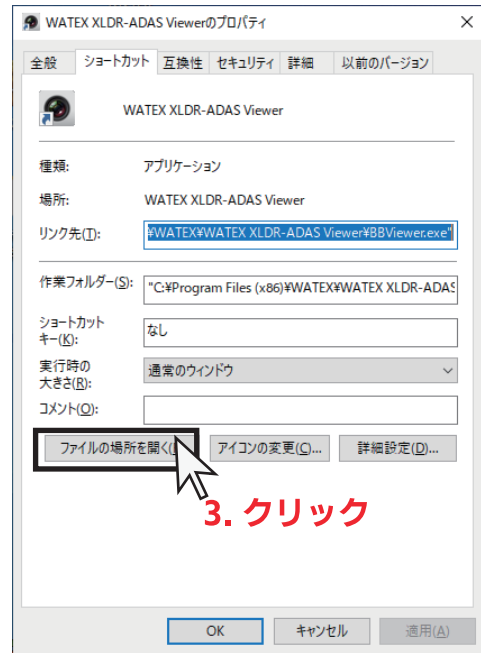 WATEX XLDR-ADAS Viewerのプロパティ
全般 ショートカット 互換性 セキュリティ 詳細 以前のバージョン
WATEX XLDR-ADAS Viewer
種類: アプリケーション
場所: WATEX XLDR-ADAS Viewer
リンク先(T): ¥WATEX¥WATEX XLDR-ADAS Viewer¥BBViewer.exe"
作業フォルダー(S): "C:¥Program Files (x86)¥WATEX¥WATEX XLDR-ADAS
ショートカット
キー(K): なし
実行時の
大きさ(R): 通常のウィンドウ
コメント(O):
ファイルの場所を開く( アイコンの変更(C)... 詳細設定(D)...
3. クリック
OK キャンセル 適用(A)